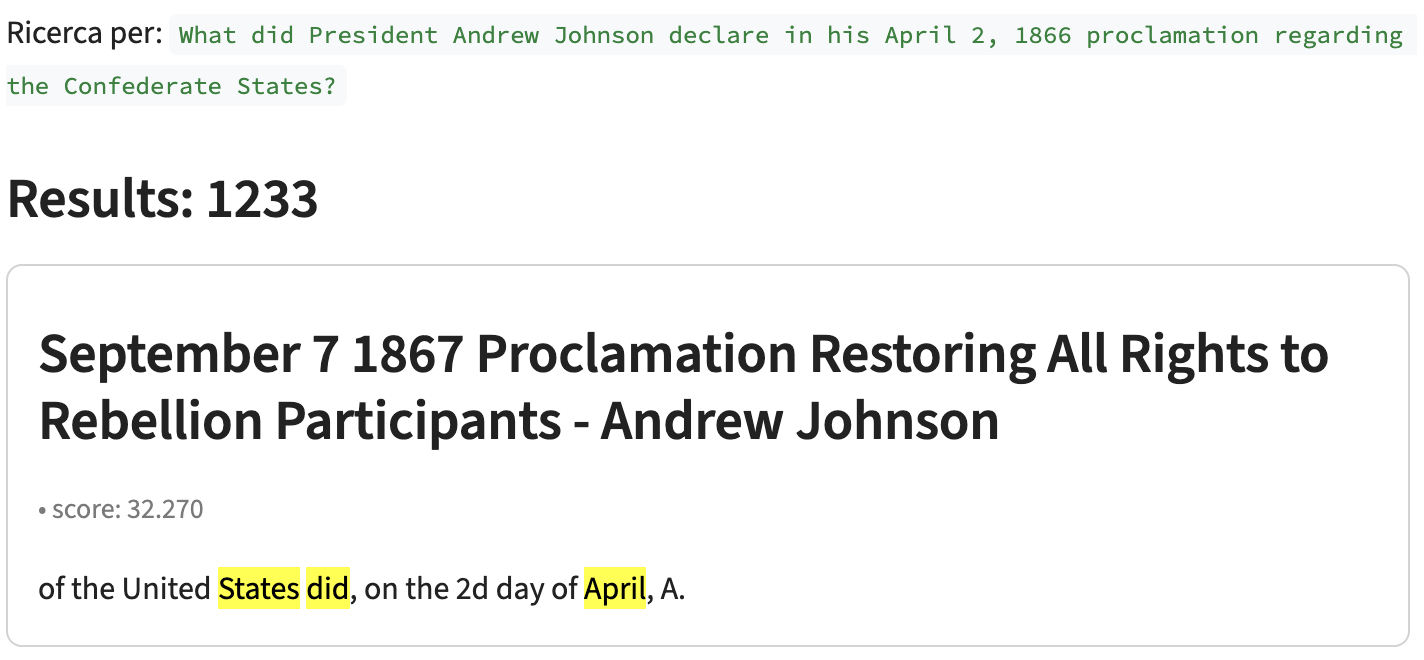 Ricerca per: What did President Andrew Johnson declare in his April 2, 1866 proclamation regarding
the Confederate States?
Results: 1233
September 7 1867 Proclamation Restoring All Rights to
Rebellion Participants - Andrew Johnson
• score: 32.270
of the United States did, on the 2d day of April, A.